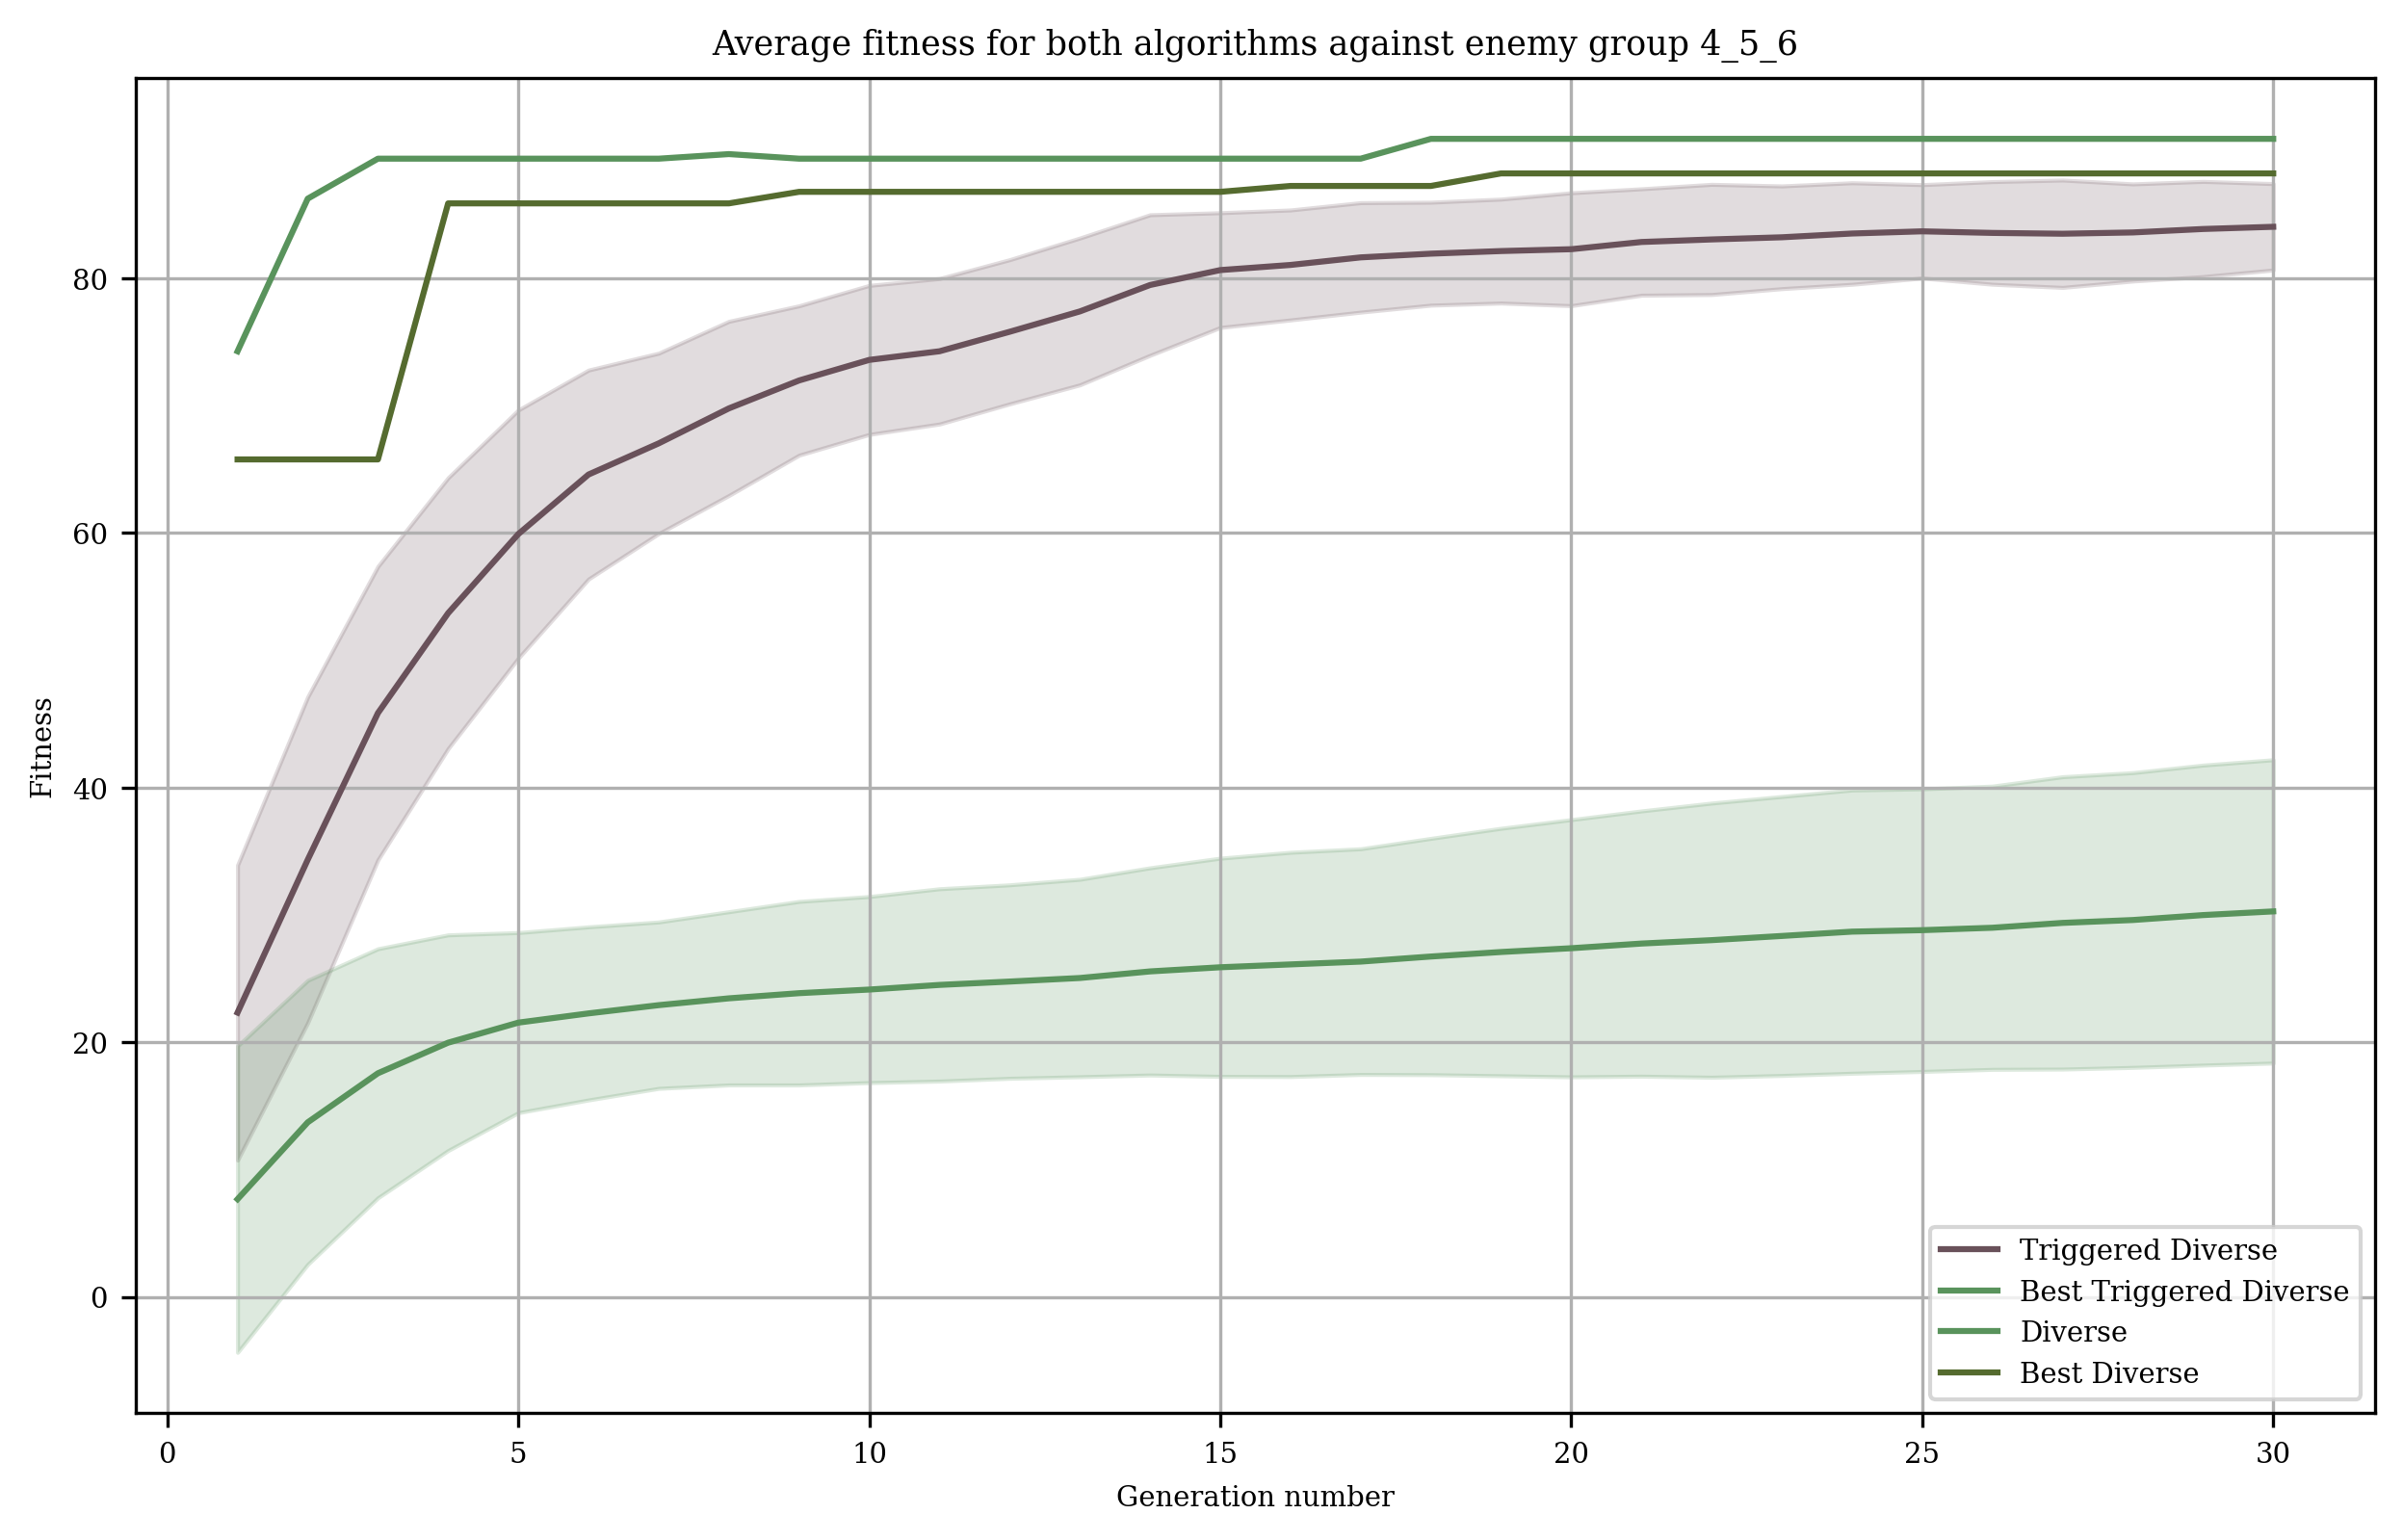 Average fitness for both algorithms against enemy group 4_5_6
Fitness
80
60
40
20
0
0 5 10 15 20 25 30
Generation number
Triggered Diverse
Best Triggered Diverse
Diverse
Best Diverse